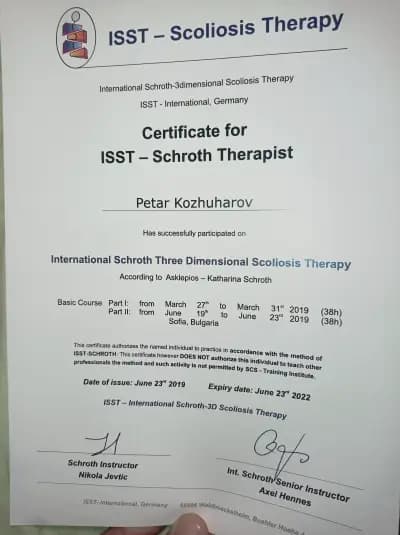 ISST – Scoliosis Therapy
International Schroth-3dimensional Scoliosis Therapy
ISST - International, Germany
Certificate for
ISST – Schroth Therapist
Petar Kozhuharov
Has successfully participated on
International Schroth Three Dimensional Scoliosis Therapy
According to Asklepios – Katharina Schroth
Basic Course Part I: from March 27th to March 31st 2019 (38h)
Part II: from June 19th to June 23rd 2019 (38h)
Sofia, Bulgaria
This certificate authorizes the named individual to practice in accordance with the method of
ISST-SCHROTH. This certificate however DOES NOT authorize this individual to teach other
professionals the method and such activity is not permitted by SCS - Training Institute.
Date of issue: June 23rd 2019 Expiry date: June 23rd 2022
ISST – International Schroth-3D Scoliosis Therapy
Schroth Instructor
Nikola Jevtic
Int. Schroth Senior Instructor
Axel Hennes
ISST-International, Germany